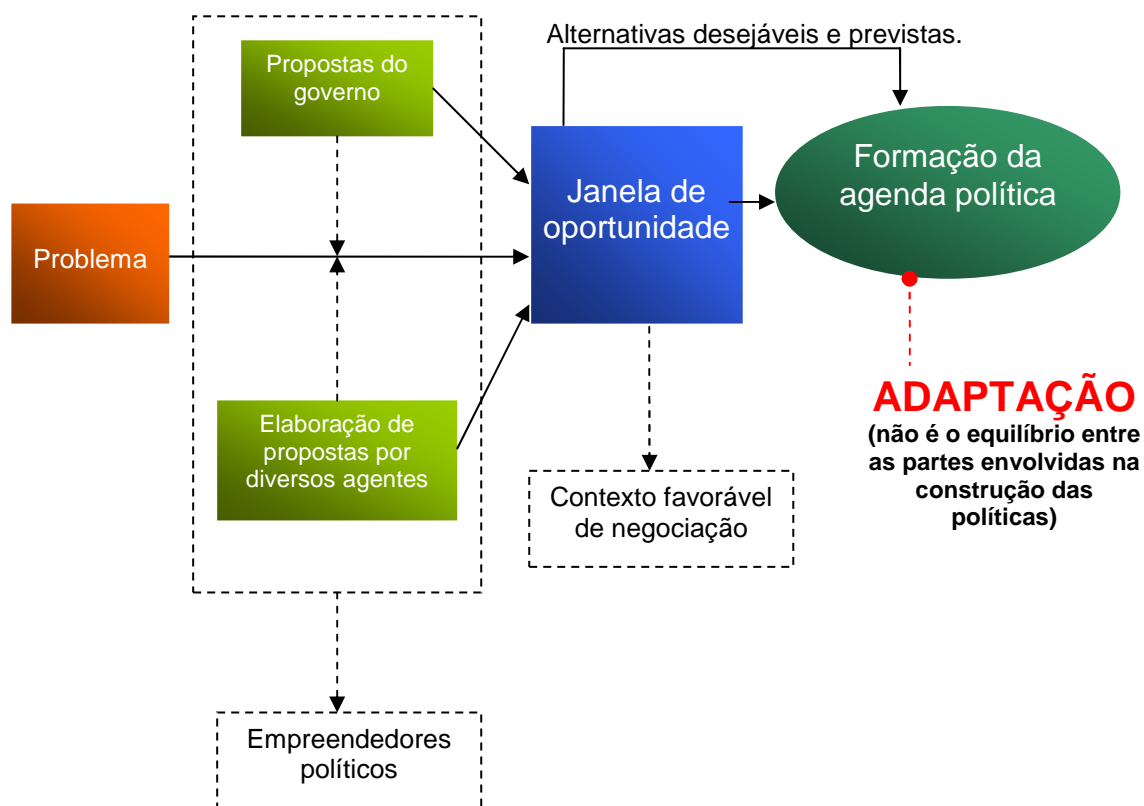 Alternativas desejáveis e previstas.
Propostas do
governo
Problema
Janela de
oportunidade
Formação da
agenda política
Elaboração de
propostas por
diversos agentes
ADAPTAÇÃO
(não é o equilíbrio entre
as partes envolvidas na
construção das
políticas)
Contexto favorável
de negociação
Empreendedores
políticos